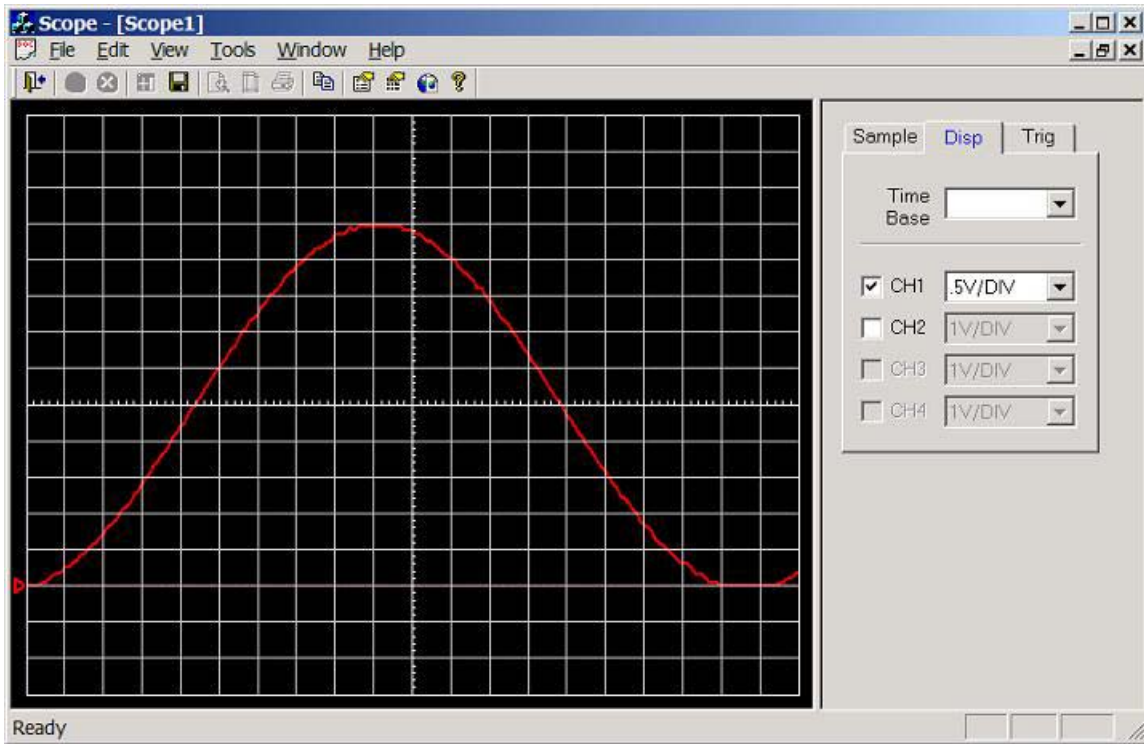 Scope - [Scope1]
File Edit View Tools Window Help
Sample Disp Trig
Time
Base
CH1 .5V/DIV
CH2 1V/DIV
CH3 1V/DIV
CH4 1V/DIV
Ready